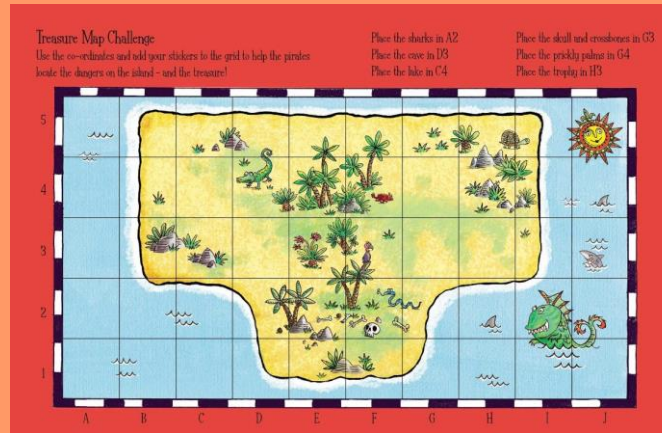 Treasure Map Challenge
Use the co-ordinates and add your stickers to the grid to help the pirates
locate the dangers on the island – and the treasure!
Place the sharks in A2
Place the cave in D3
Place the lake in C4
Place the skull and crossbones in G3
Place the prickly palms in G4
Place the trophy in H3
5
4
3
2
1
A B C D E F G H I J